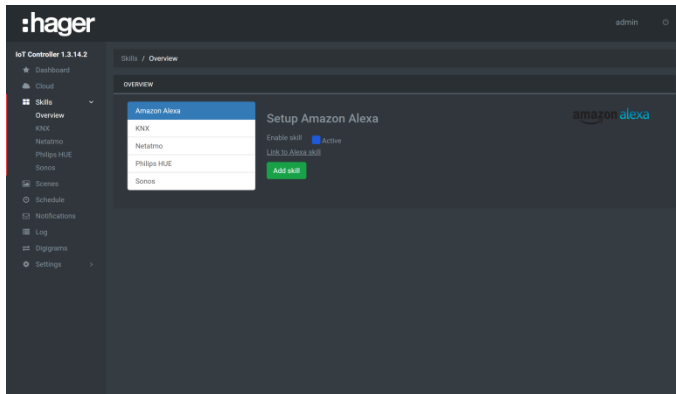 :hager
admin
IoT Controller 1.3.14.2
Dashboard
Cloud
Skills
Overview
KNX
Netatmo
Philips HUE
Sonos
Scenes
Schedule
Notifications
Log
Digigrams
Settings
Skills / Overview
OVERVIEW
Amazon Alexa
KNX
Netatmo
Philips HUE
Sonos
Setup Amazon Alexa
Enable skill Active
Link to Alexa skill
Add skill
amazon alexa